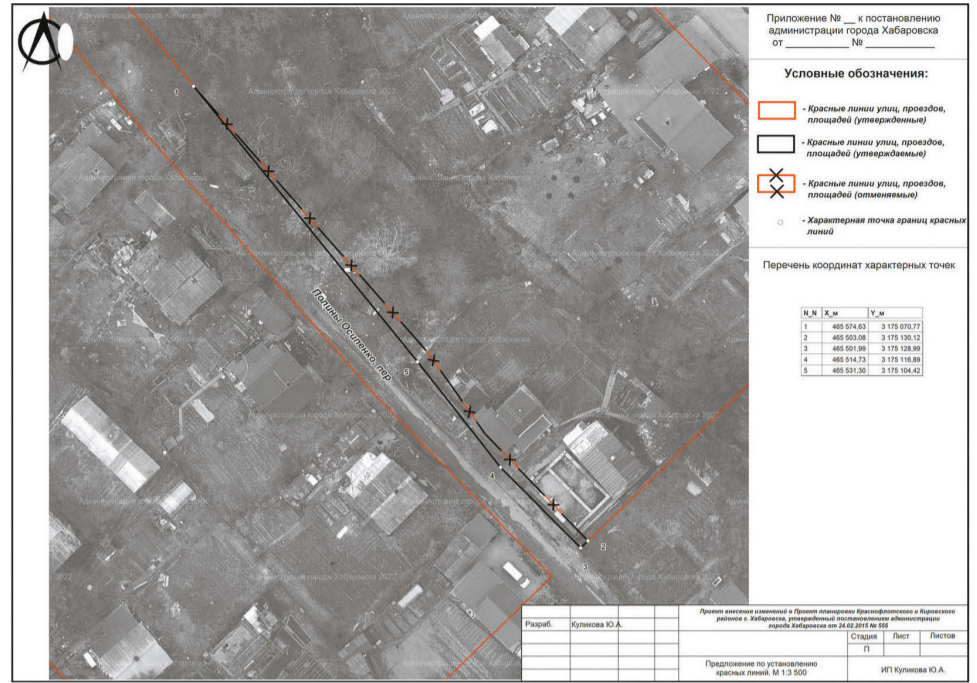 Приложение № __ к постановлению
администрации города Хабаровска
от ___________ № ___________
Условные обозначения:
- Красные линии улиц, проездов,
площадей (утвержденные)
- Красные линии улиц, проездов,
площадей (утверждаемые)
- Красные линии улиц, проездов,
площадей (отменяемые)
- Характерная точка границ красных
линий
Перечень координат характерных точек
N_N X_м Y_м
1 465 574,63 3 175 070,77
2 465 503,08 3 175 130,12
3 465 501,99 3 175 128,99
4 465 514,73 3 175 116,89
5 465 531,30 3 175 104,42
1
5
4
2
3
Полины Осипенко. пер.
Администрация города Хабаровска 2022
Разраб. Куликова Ю.А.
Проект внесения изменений в Проект планировки Краснофлотского и Кировского
районов г. Хабаровска, утвержденный постановлением администрации
города Хабаровска от 24.02.2015 № 555
Стадия Лист Листов
П
Предложение по установлению
красных линий. М 1:3 500
ИП Куликова Ю.А.